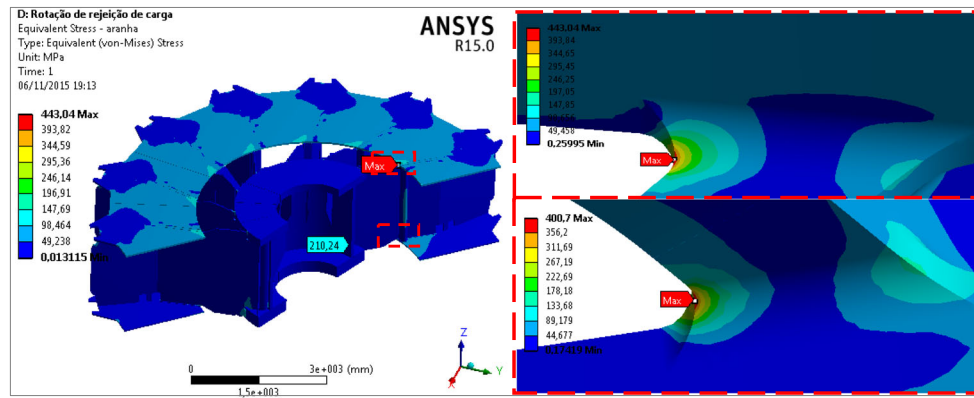 D: Rotação de rejeição de carga
Equivalent Stress - aranha
Type: Equivalent (von-Mises) Stress
Unit: MPa
Time: 1
06/11/2015 19:13
ANSYS
R15.0
443,04 Max
393,82
344,59
295,36
246,14
196,91
147,69
98,464
49,238
0,013115 Min
Max
210,24
0
3e+003 (mm)
1,5e+003
Z
Y
X
443,04 Max
393,84
344,65
295,45
246,25
197,05
147,85
49,458
0,25995 Min
Max
400,7 Max
356,2
311,69
267,19
222,69
178,18
133,68
89,179
44,677
Min
Max